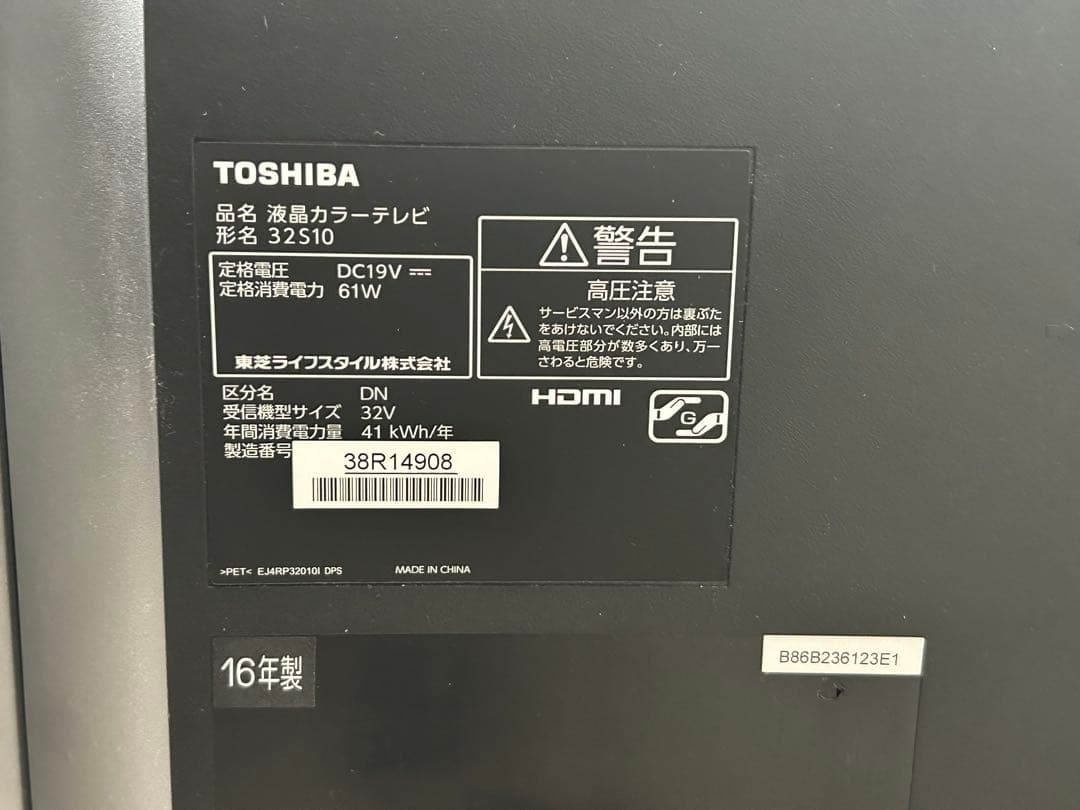 TOSHIBA
品名 液晶カラーテレビ
形名 32S10
定格電圧 DC19V ⎓
定格消費電力 61W
東芝ライフスタイル株式会社
警告
高圧注意
サービスマン以外の方は裏ぶた
をあけないでください。内部には
高電圧部分が数多くあり、万一
さわると危険です。
区分名 DN
受信機型サイズ 32V
年間消費電力量 41 kWh/年
製造番号
38R14908
HDMI
G
>PET< EJ4RP32010I DPS MADE IN CHINA
16年製
B86B236123E1